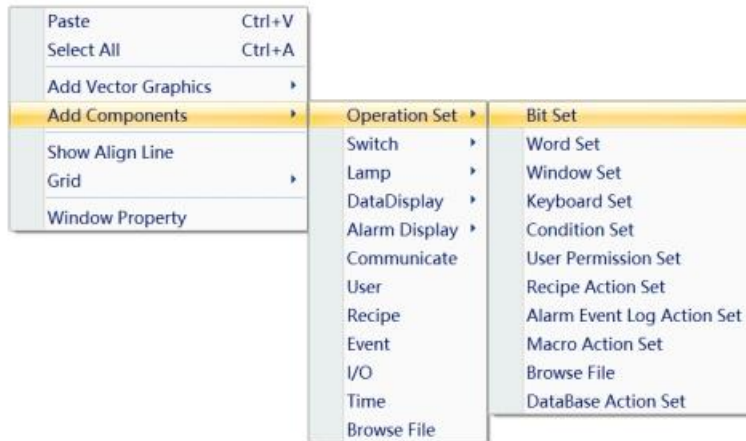 Paste Ctrl+V
Select All Ctrl+A
Add Vector Graphics
Add Components
Show Align Line
Grid
Window Property
Operation Set
Switch
Lamp
DataDisplay
Alarm Display
Communicate
User
Recipe
Event
I/O
Time
Browse File
Bit Set
Word Set
Window Set
Keyboard Set
Condition Set
User Permission Set
Recipe Action Set
Alarm Event Log Action Set
Macro Action Set
Browse File
DataBase Action Set